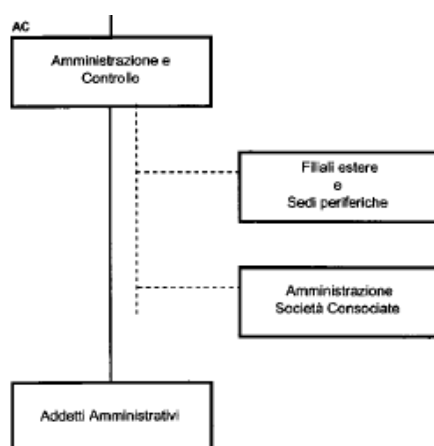 AC
Amministrazione e
Controllo
Filiali estere
e
Sedi periferiche
Amministrazione
Società Consociate
Addetti Amministrativi